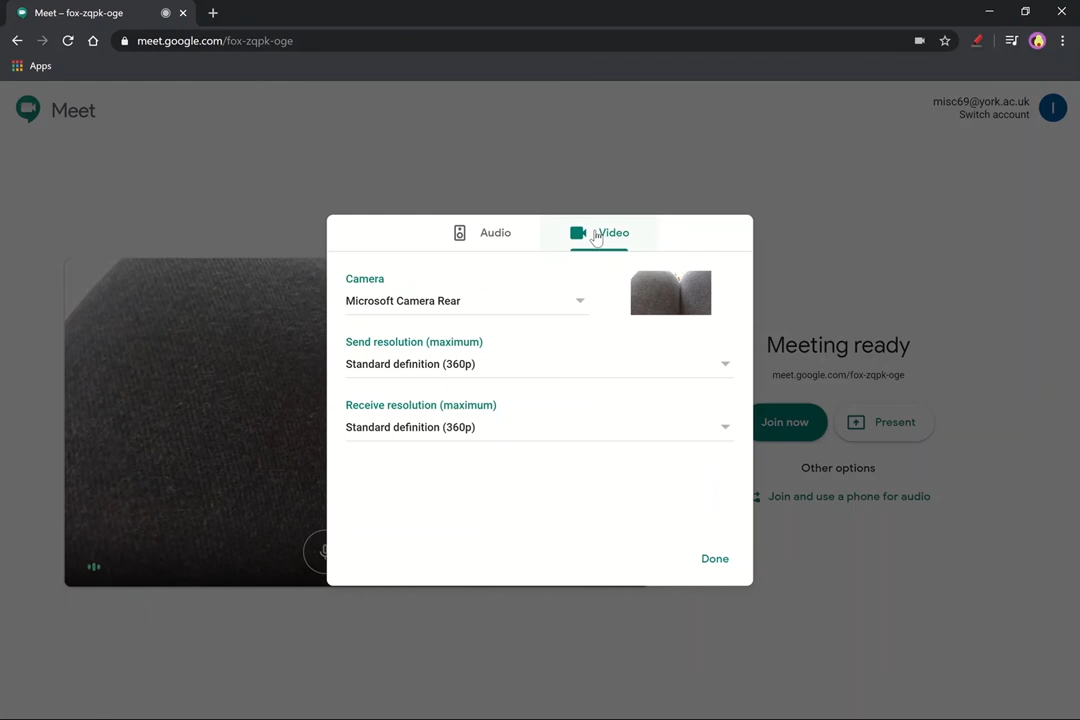 Meet – fox-zqpk-oge
meet.google.com/fox-zqpk-oge
Apps
Meet
misc69@york.ac.uk
Switch account
I
Audio
Video
Camera
Microsoft Camera Rear
Send resolution (maximum)
Standard definition (360p)
Receive resolution (maximum)
Standard definition (360p)
Done
Meeting ready
meet.google.com/fox-zqpk-oge
Join now
Present
Other options
Join and use a phone for audio